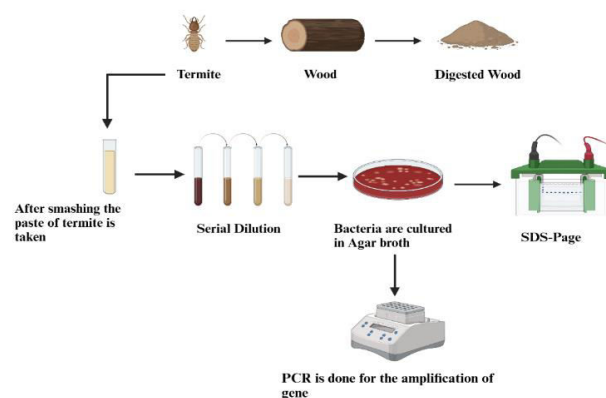 Termite
Wood
Digested Wood
After smashing the
paste of termite is
taken
Serial Dilution
Bacteria are cultured
in Agar broth
SDS-Page
PCR is done for the amplification of
gene